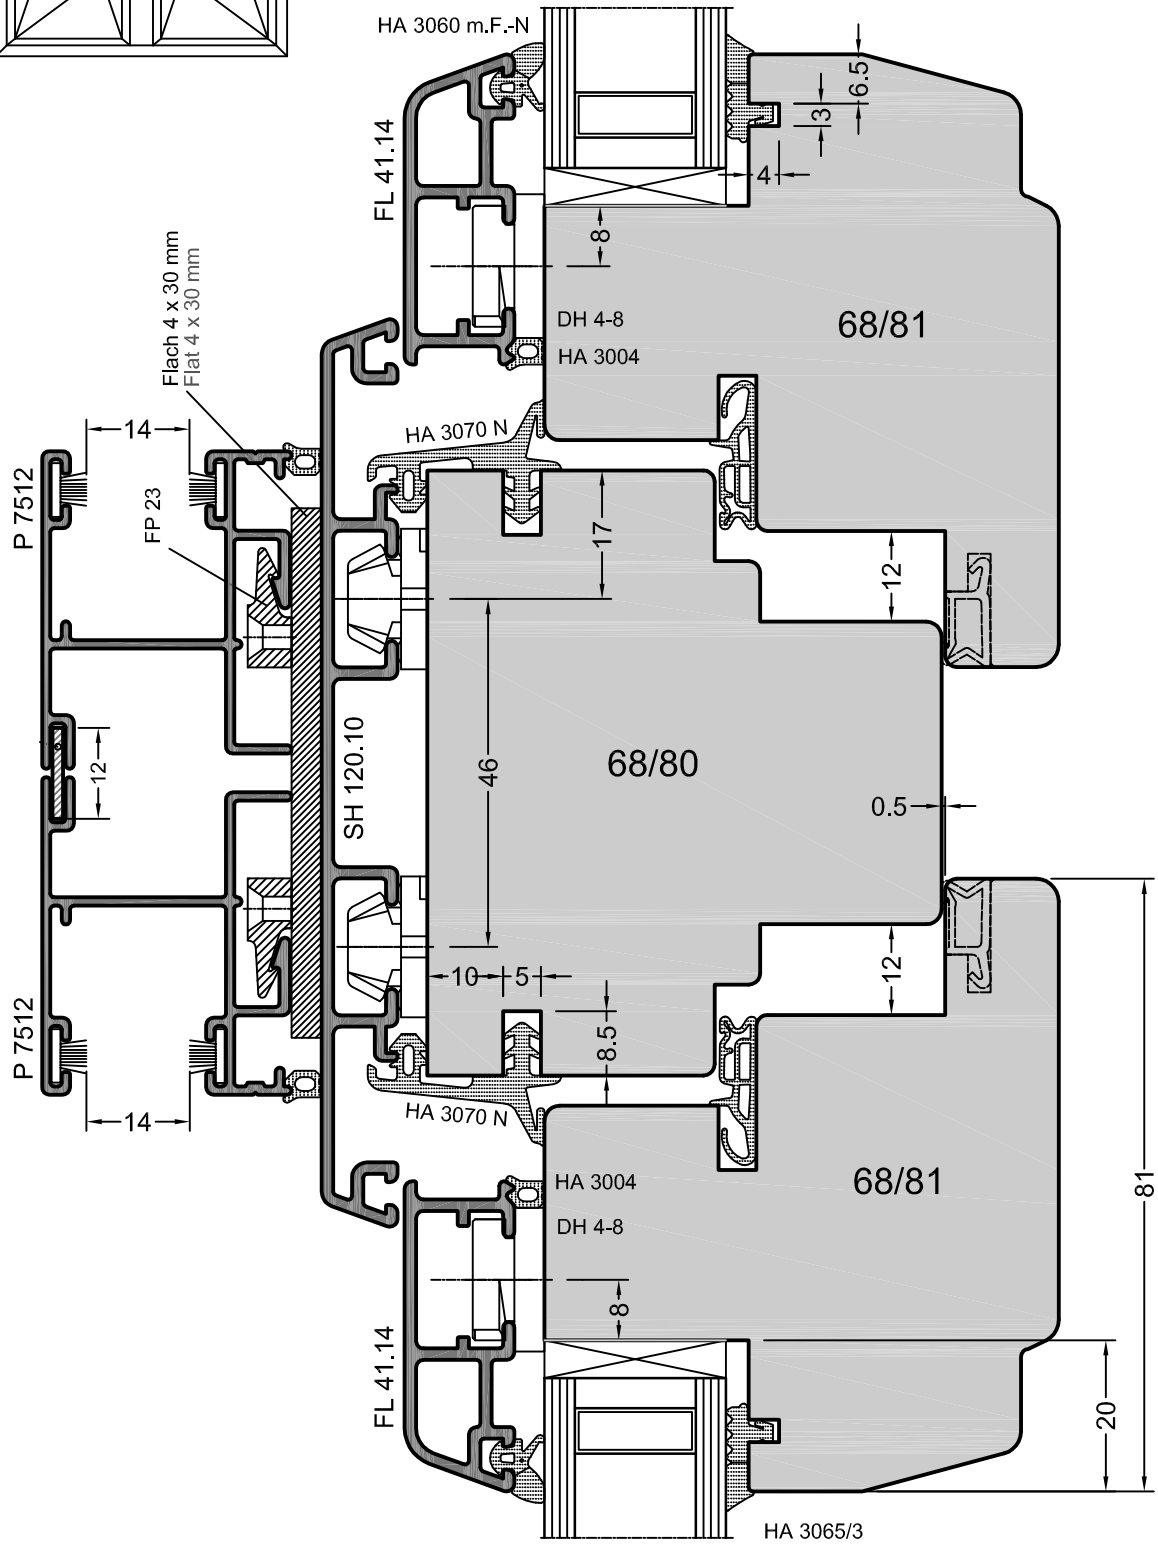 HA 3060 m.F.-N
6.5
3
4
FL 41.14
8
DH 4-8
HA 3004
68/81
Flach 4 x 30 mm
Flat 4 x 30 mm
14
P 7512
FP 23
HA 3070 N
17
12
12
SH 120.10
46
68/80
0.5
10
5
12
8.5
P 7512
14
HA 3070 N
HA 3004
DH 4-8
68/81
81
8
FL 41.14
20
HA 3065/3